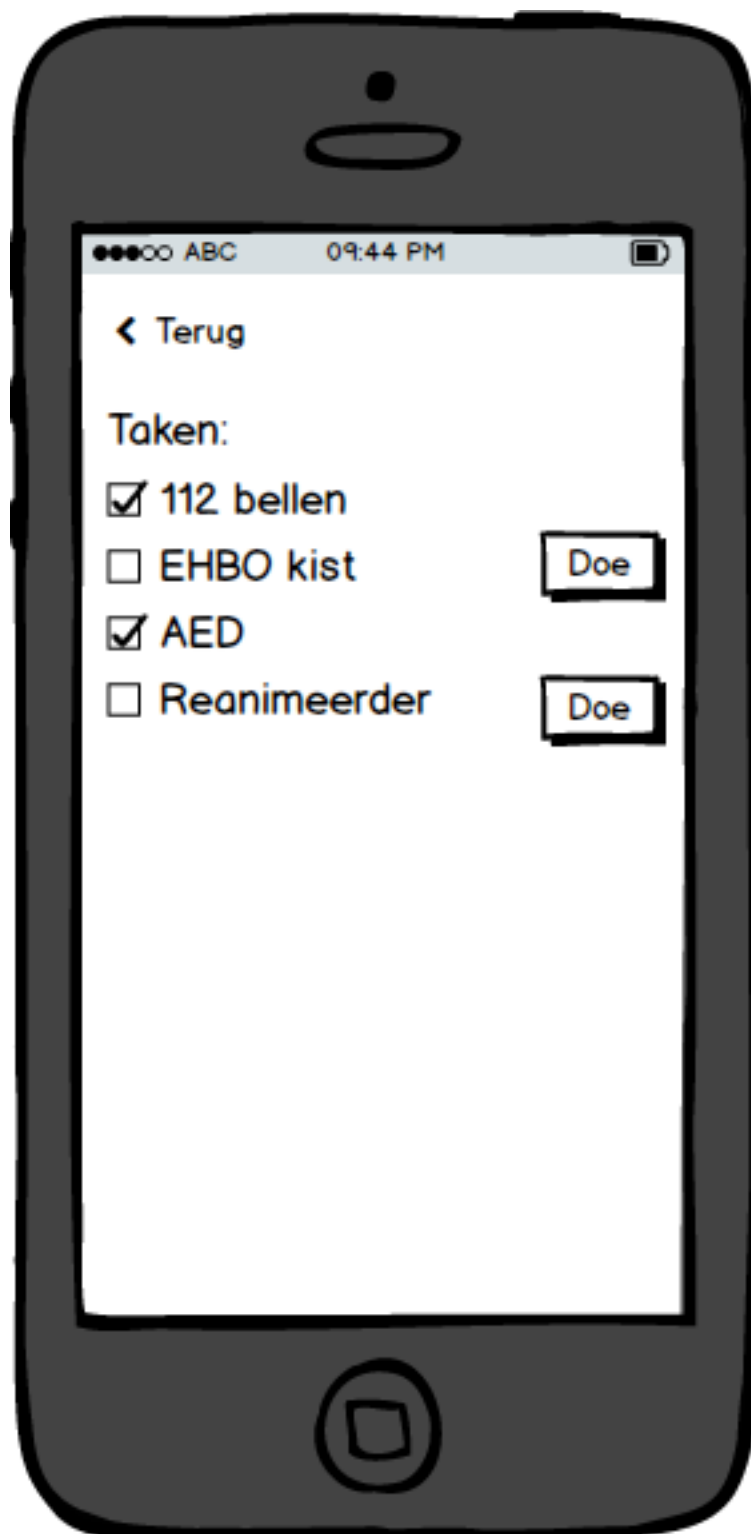 ABC 09:44 PM
Terug
Taken:
112 bellen
EHBO kist Doe
AED
Reanimeerder Doe